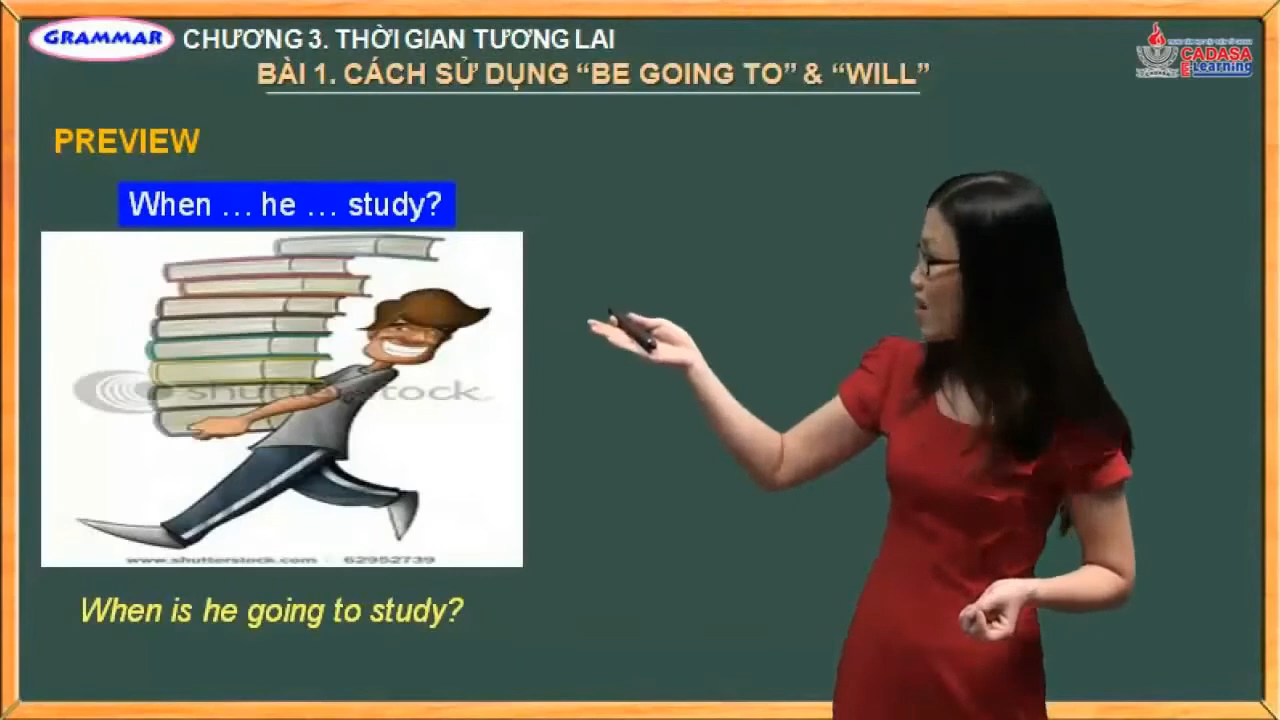 GRAMMAR
CHƯƠNG 3. THỜI GIAN TƯƠNG LAI
BÀI 1. CÁCH SỬ DỤNG “BE GOING TO” & “WILL”
CADASA
E Learning
PREVIEW
When ... he ... study?
shutterstock
www.shutterstock.com · 62952739
When is he going to study?